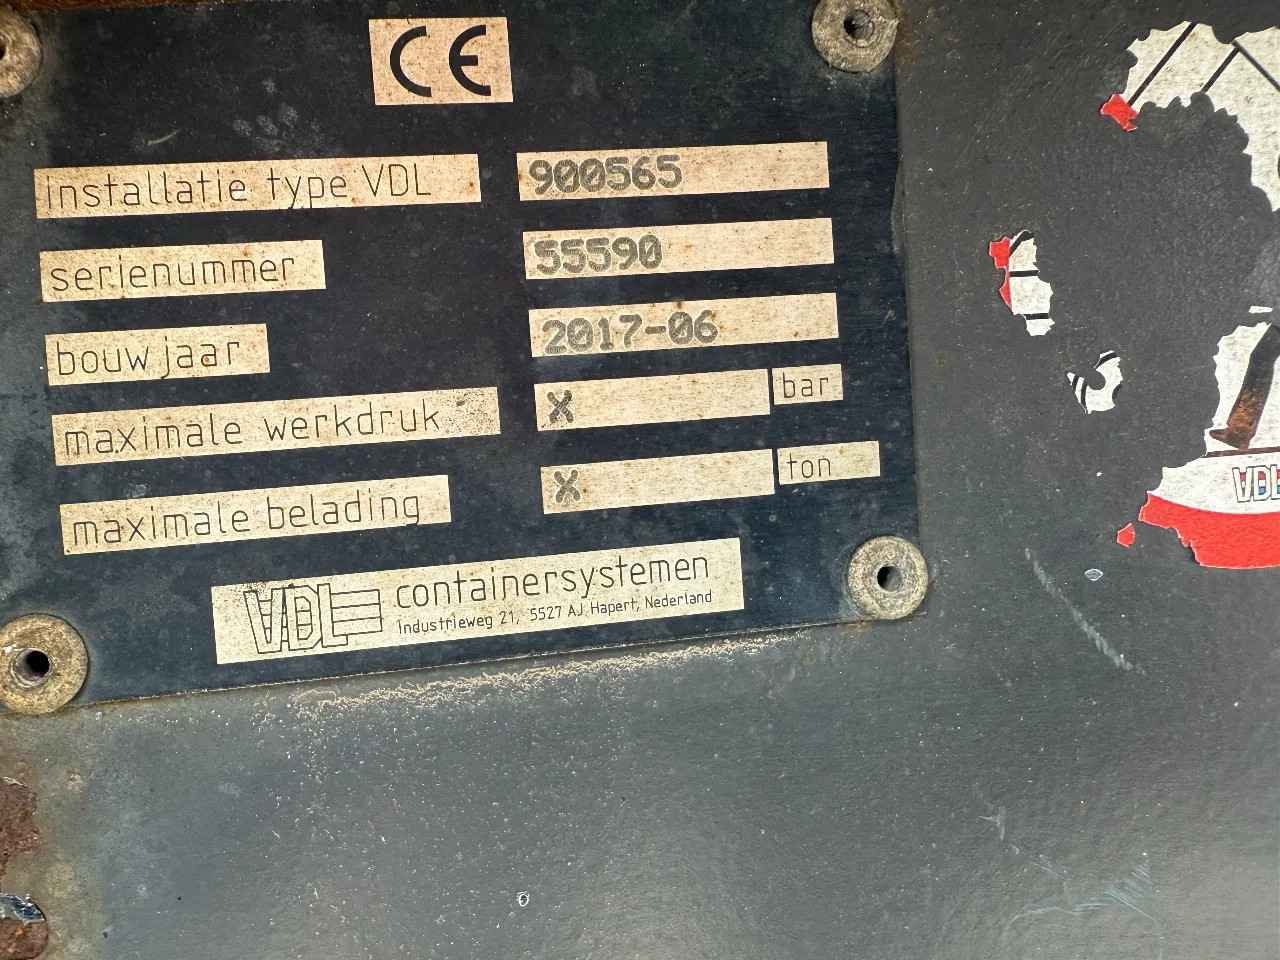 CE
installatie type VDL 900565
serienummer 55590
bouwjaar 2017-06
maximale werkdruk X bar
maximale belading X ton
VDL containersystemen
Industrieweg 21, 5527 AJ Hapert, Nederland
VDL